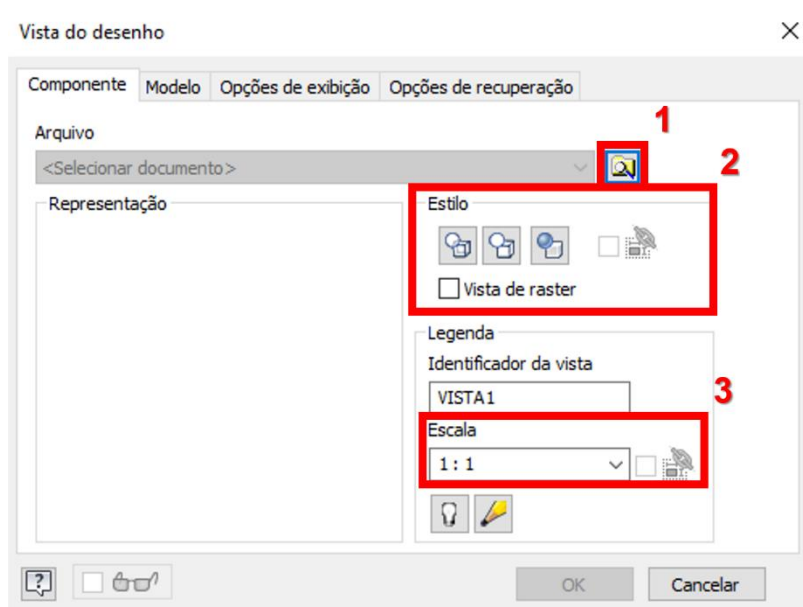 Vista do desenho
Componente Modelo Opções de exibição Opções de recuperação
1
Arquivo
<Selecionar documento>
2
Representação
Estilo
Vista de raster
Legenda
Identificador da vista
VISTA1
3
Escala
1 : 1
?
OK Cancelar